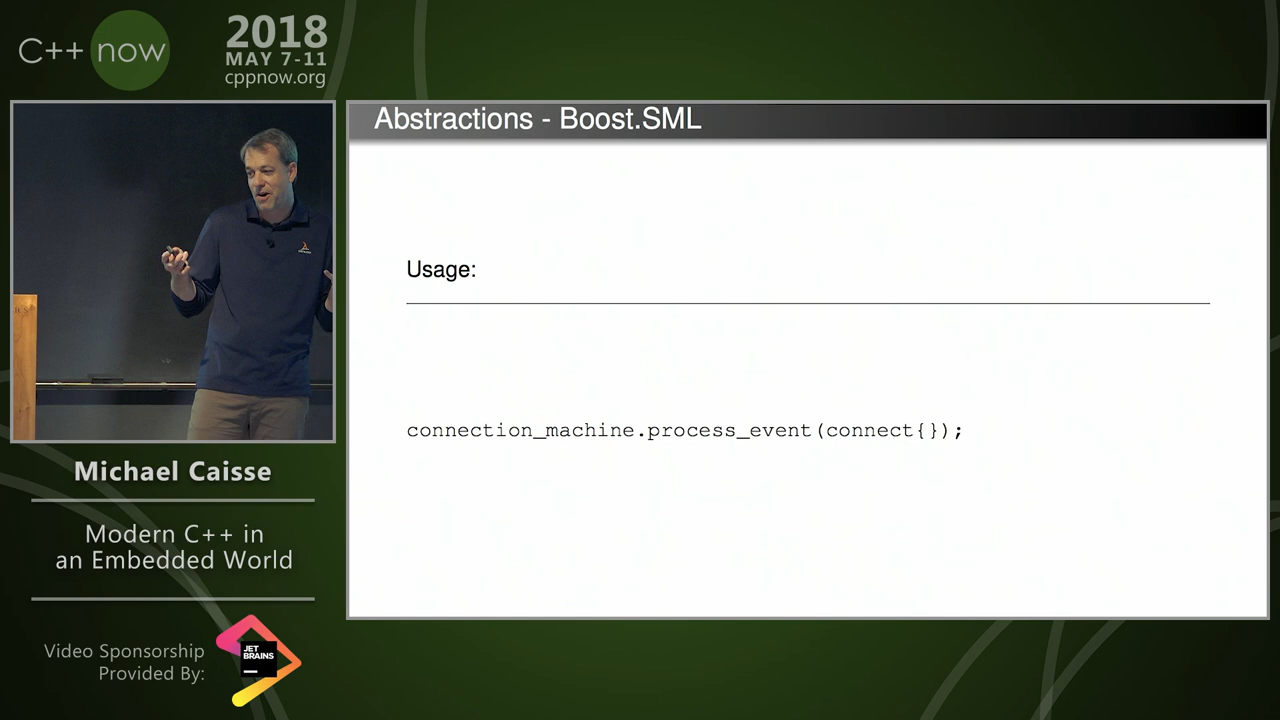 C++ now
2018
MAY 7-11
cppnow.org
Abstractions - Boost.SML
Usage:
connection_machine.process_event(connect{});
Michael Caisse
Modern C++ in
an Embedded World
Video Sponsorship
Provided By:
JET
BRAINS